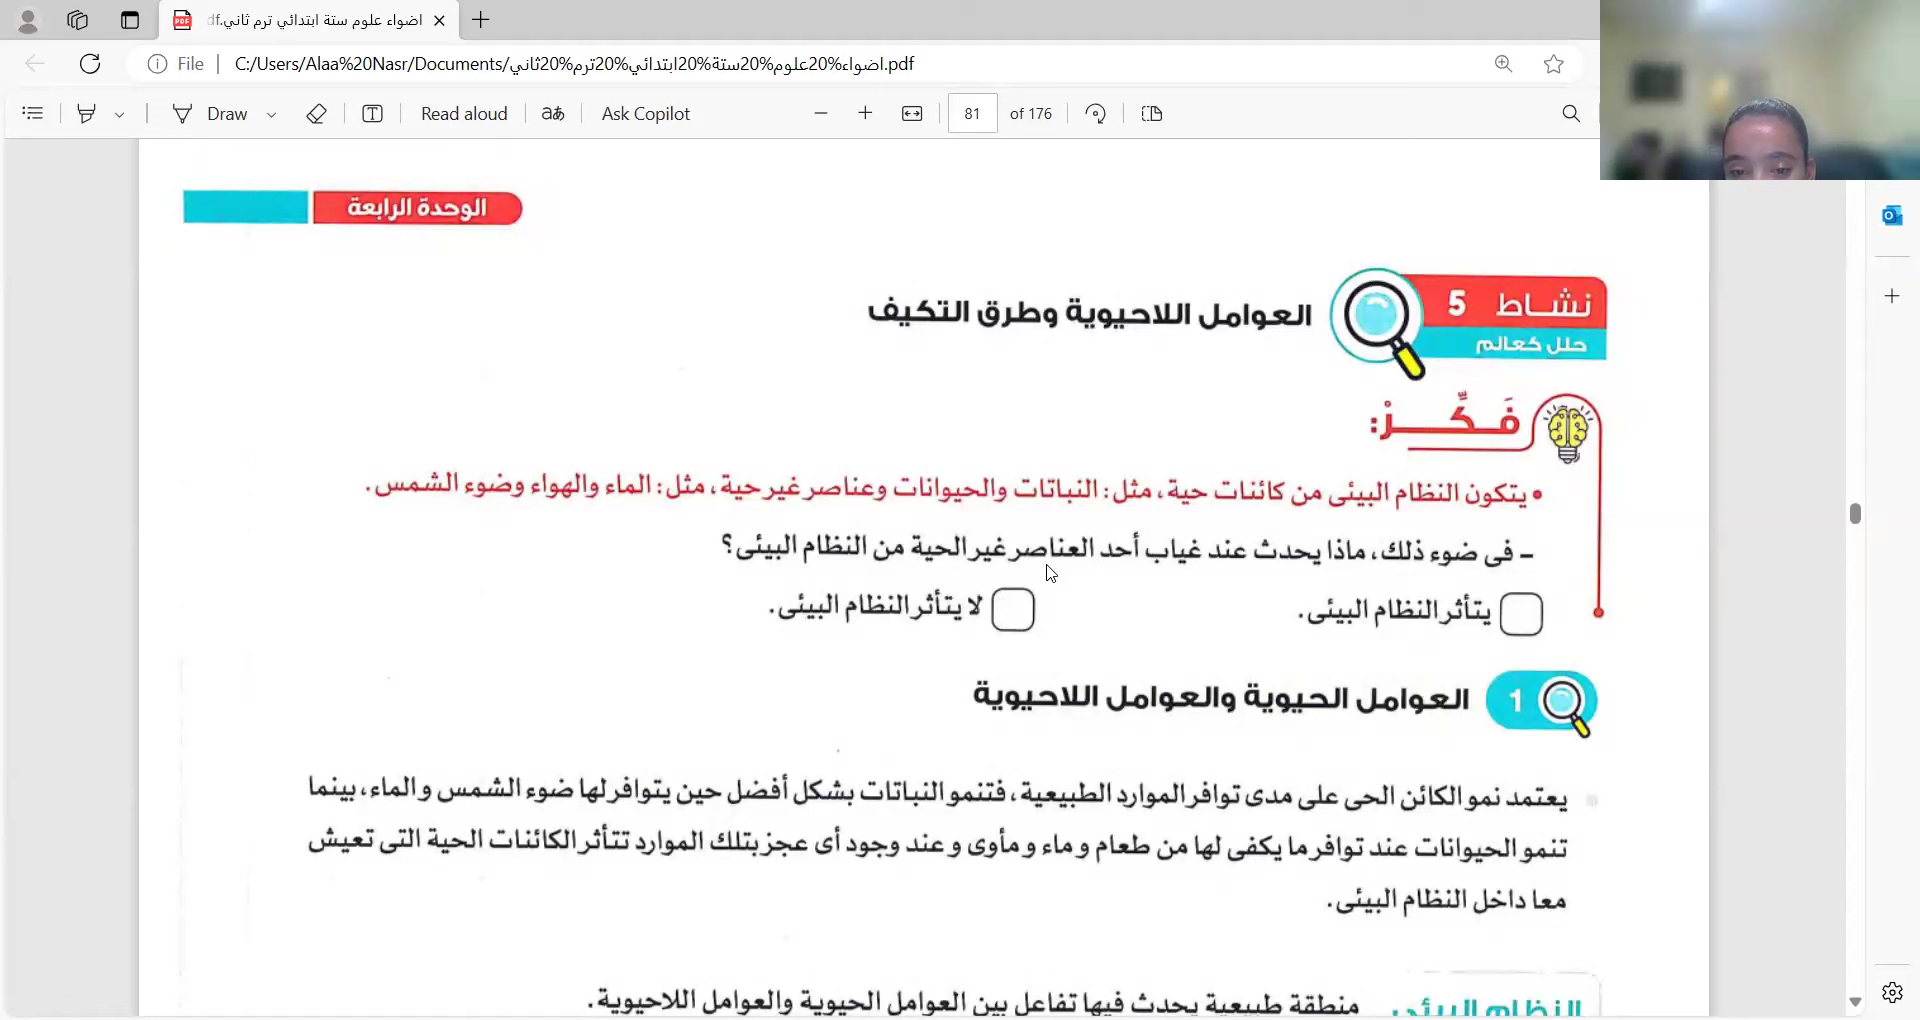 اضواء علوم ستة ابتدائي ترم ثاني.df
File
C:/Users/Alaa%20Nasr/Documents/اضواء%20علوم%20ستة%20ابتدائي%20ترم%20ثاني.pdf
Draw
Read aloud
aあ
Ask Copilot
81 of 176
الوحدة الرابعة
نشاط 5
حلل كعالم
العوامل اللاحيوية وطرق التكيف
فَكِّرْ:
• يتكون النظام البيئى من كائنات حية، مثل: النباتات والحيوانات وعناصر غير حية، مثل: الماء والهواء وضوء الشمس.
- فى ضوء ذلك، ماذا يحدث عند غياب أحد العناصر غير الحية من النظام البيئى؟
يتأثر النظام البيئى. لا يتأثر النظام البيئى.
1 العوامل الحيوية والعوامل اللاحيوية
يعتمد نمو الكائن الحى على مدى توافر الموارد الطبيعية، فتنمو النباتات بشكل أفضل حين يتوافر لها ضوء الشمس والماء، بينما
تنمو الحيوانات عند توافر ما يكفى لها من طعام وماء ومأوى وعند وجود أى عجز بتلك الموارد تتأثر الكائنات الحية التى تعيش
معا داخل النظام البيئى.
النظام البيئى منطقة طبيعية يحدث فيها تفاعل بين العوامل الحيوية والعوامل اللاحيوية.